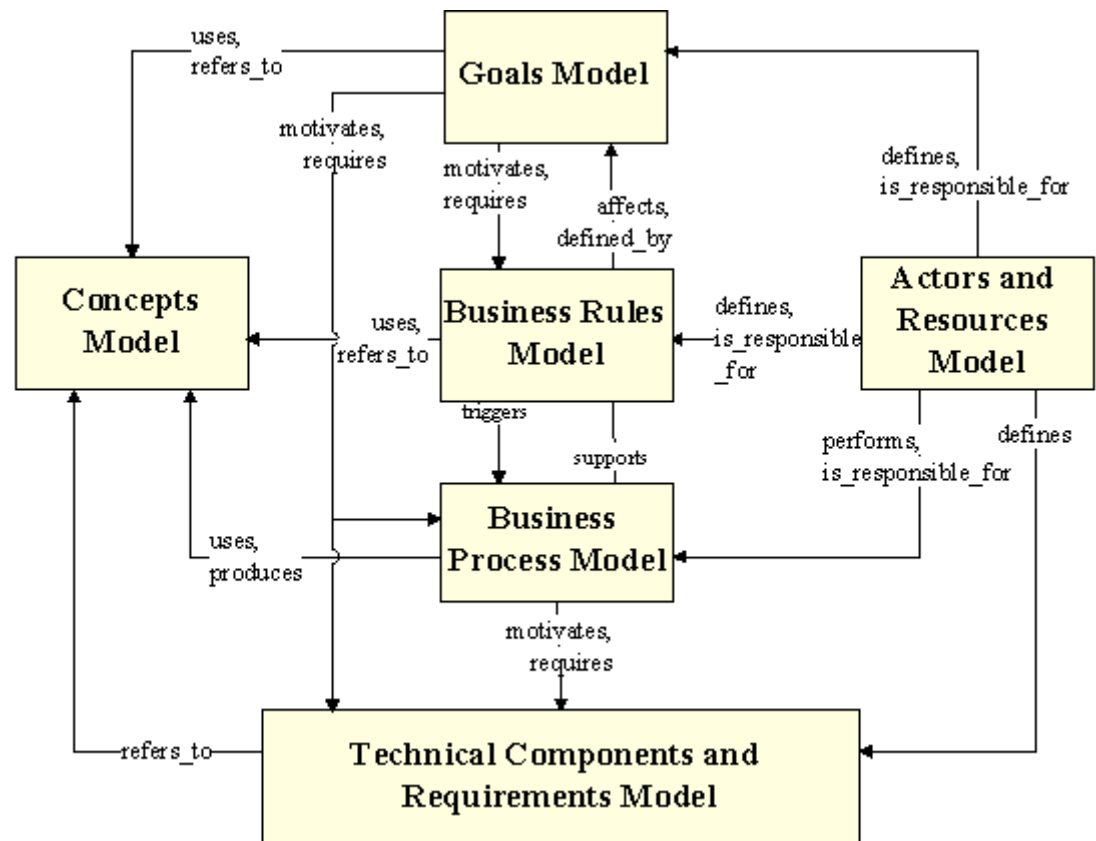 uses,
refers_to
Goals Model
motivates,
requires
motivates,
requires
affects,
defined_by
defines,
is_responsible_for
Concepts
Model
uses,
refers_to
Business Rules
Model
defines,
is_responsible
_for
Actors and
Resources
Model
triggers
supports
performs,
is_responsible_for
defines
uses,
produces
Business
Process Model
motivates,
requires
refers_to
Technical Components and
Requirements Model